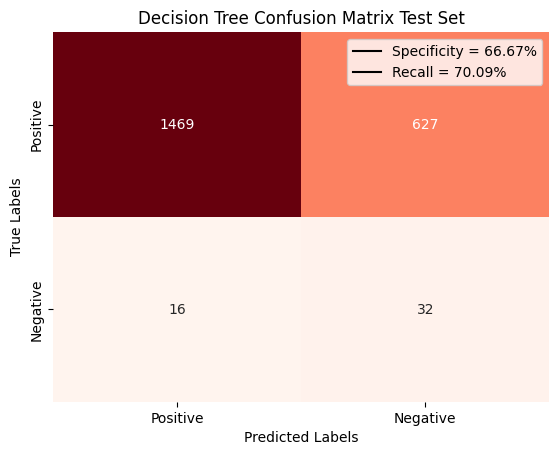 Decision Tree Confusion Matrix Test Set
Specificity = 66.67%
Recall = 70.09%
True Labels
Positive
1469
627
Negative
16
32
Positive
Negative
Predicted Labels